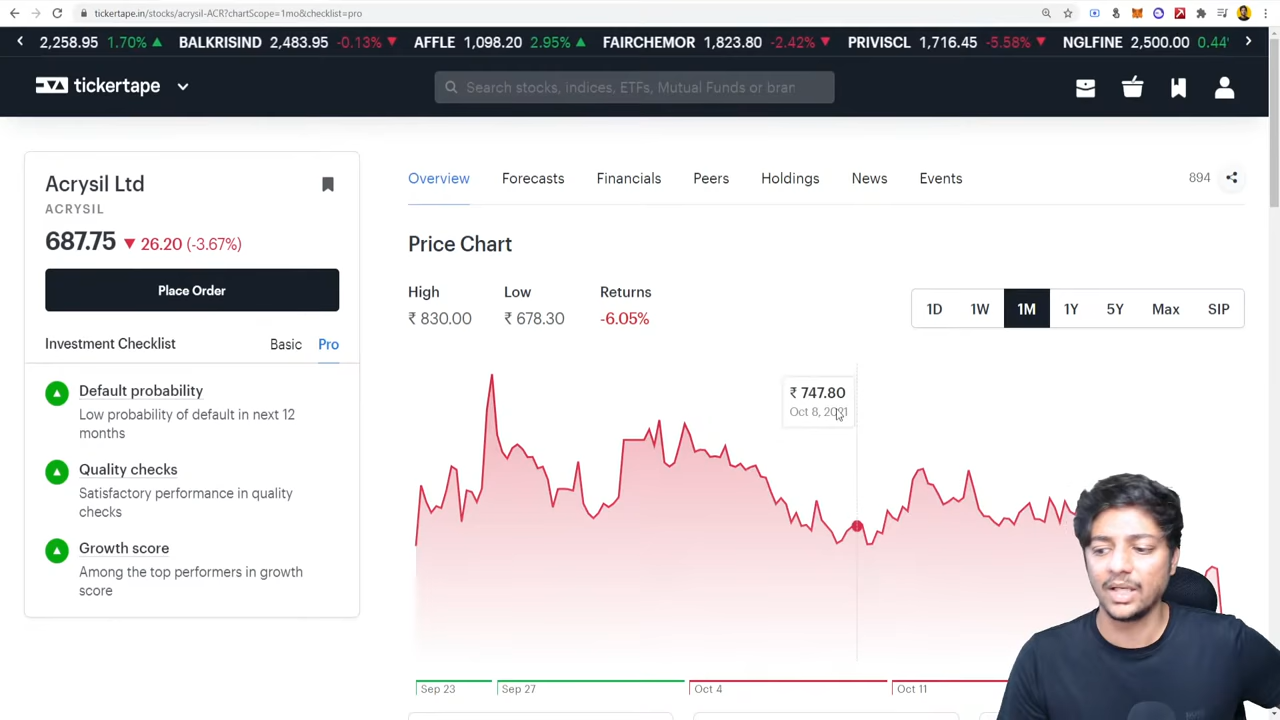 tickertape.in/stocks/acrysil-ACR?chartScope=1mo&checklist=pro
2,258.95 1.70% BALKRISIND 2,483.95 -0.13% AFFLE 1,098.20 2.95% FAIRCHEMOR 1,823.80 -2.42% PRIVISCL 1,716.45 -5.58% NGLFINE 2,500.00 0.44
tickertape
Search stocks, indices, ETFs, Mutual Funds or bran
Acrysil Ltd
ACRYSIL
687.75 26.20 (-3.67%)
Place Order
Investment Checklist Basic Pro
Default probability
Low probability of default in next 12
months
Quality checks
Satisfactory performance in quality
checks
Growth score
Among the top performers in growth
score
Overview Forecasts Financials Peers Holdings News Events 894
Price Chart
High Low Returns
₹ 830.00 ₹ 678.30 -6.05%
1D 1W 1M 1Y 5Y Max SIP
₹ 747.80
Oct 8, 2021
Sep 23 Sep 27 Oct 4 Oct 11